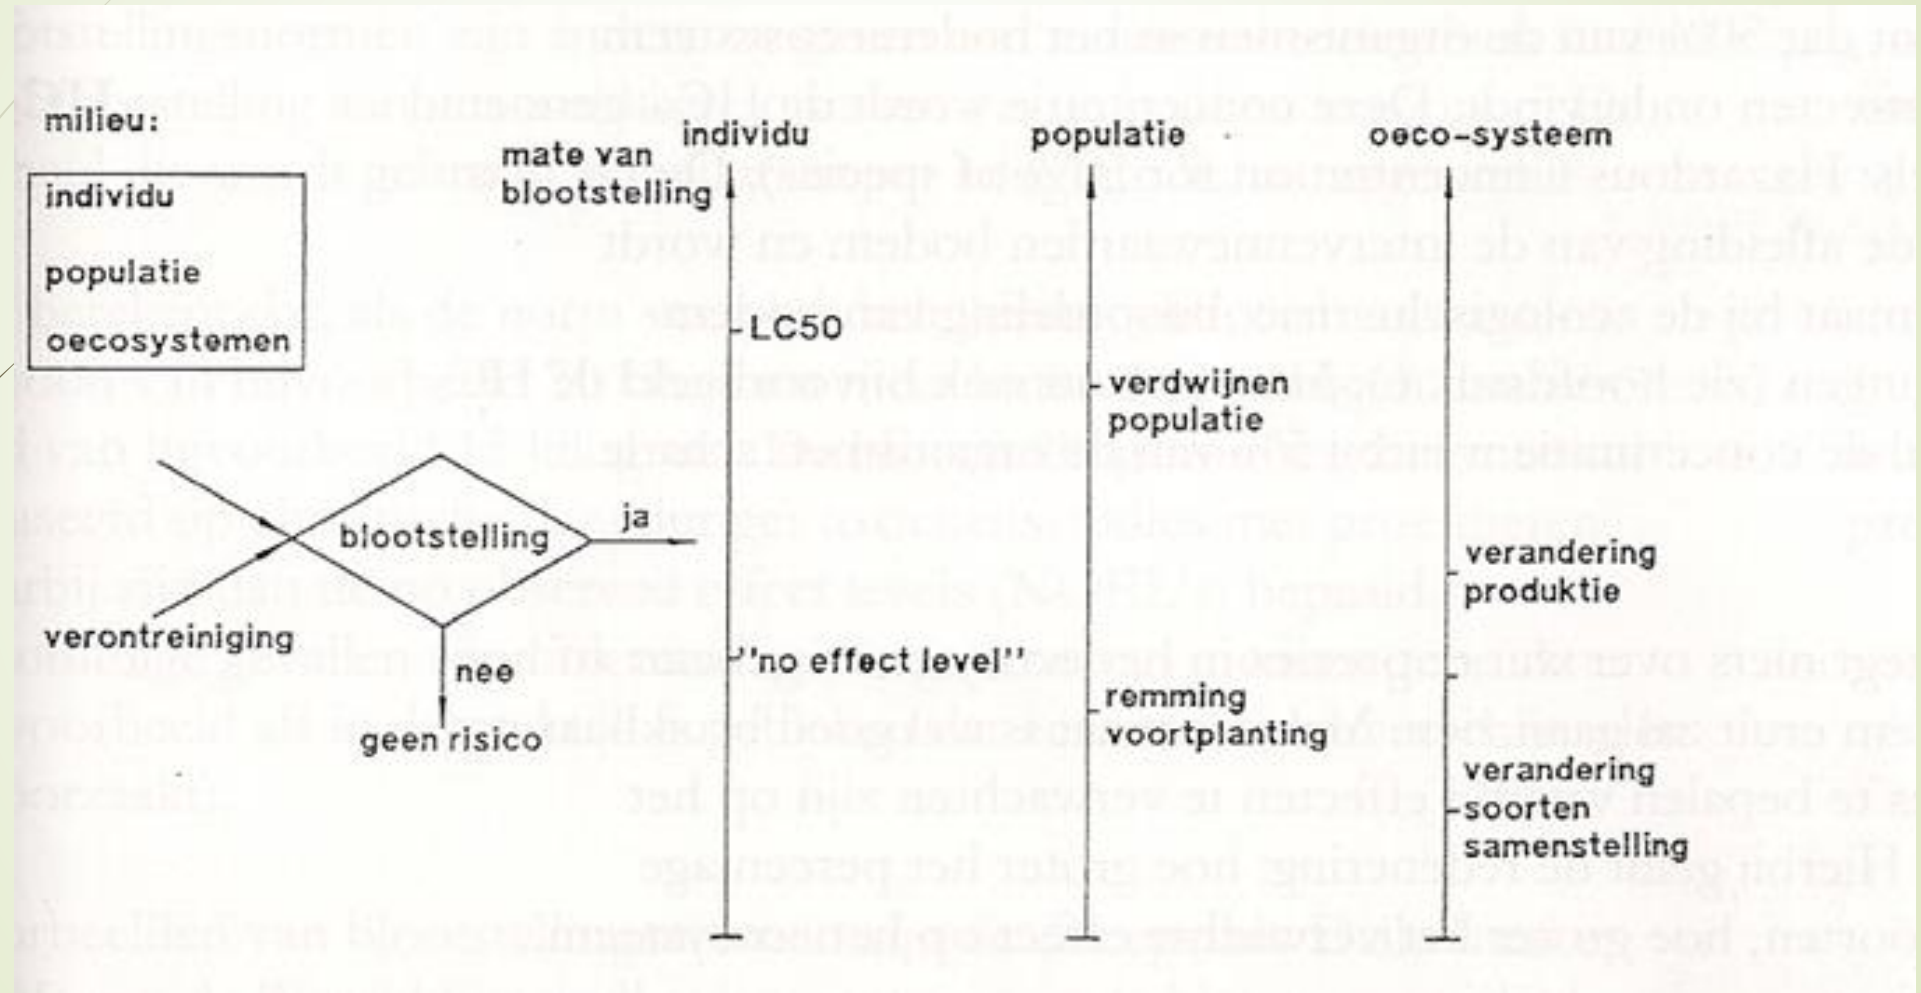 milieu:
individu
populatie
oecosystemen
verontreiniging
blootstelling
ja
nee
geen risico
mate van
blootstelling
individu
LC50
"no effect level"
populatie
verdwijnen
populatie
remming
voortplanting
oeco-systeem
verandering
produktie
verandering
soorten
samenstelling